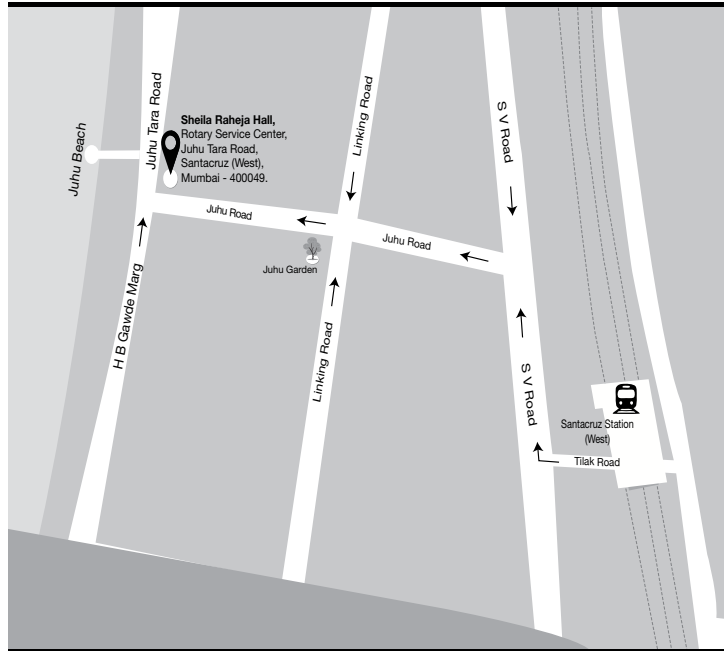 Juhu Tara Road
Linking Road
S V Road
Juhu Beach
Sheila Raheja Hall,
Rotary Service Center,
Juhu Tara Road,
Santacruz (West),
Mumbai - 400049.
Juhu Road
Juhu Road
Juhu Garden
H B Gawde Marg
Linking Road
S V Road
Santacruz Station
(West)
Tilak Road